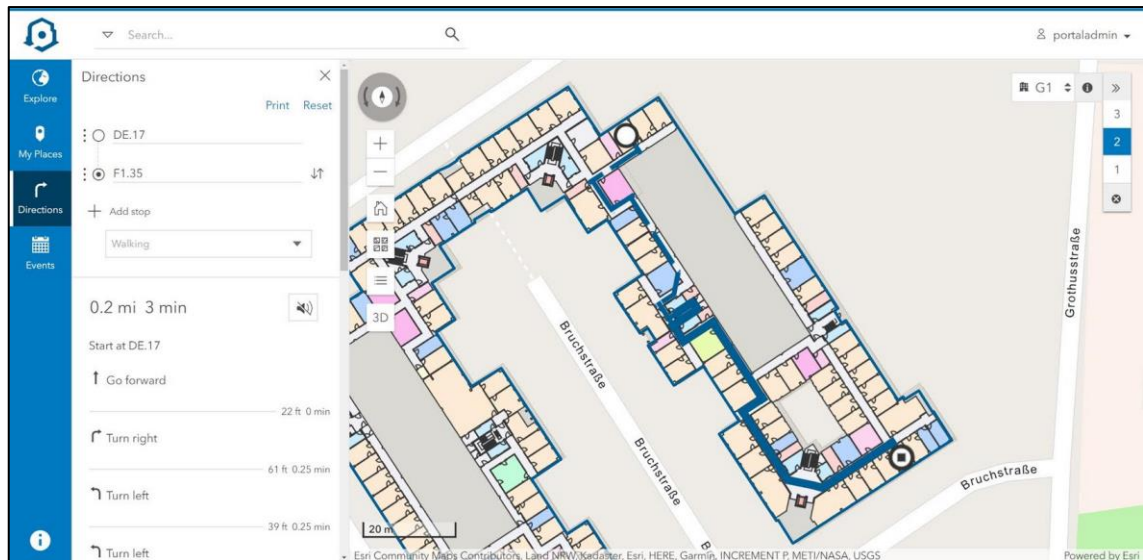 Search...
portaladmin
Explore
My Places
Directions
Events
Directions
Print Reset
DE.17
F1.35
Add stop
Walking
0.2 mi 3 min
Start at DE.17
Go forward
22 ft 0 min
Turn right
61 ft 0.25 min
Turn left
39 ft 0.25 min
Turn left
3D
G1
3
2
1
Grothusstraße
Bruchstraße
Bruchstraße
Bruchstraße
B
20 m
Esri Community Maps Contributors, Land NRW, Kadaster, Esri, HERE, Garmin, INCREMENT P, METI/NASA, USGS
Powered by Esri